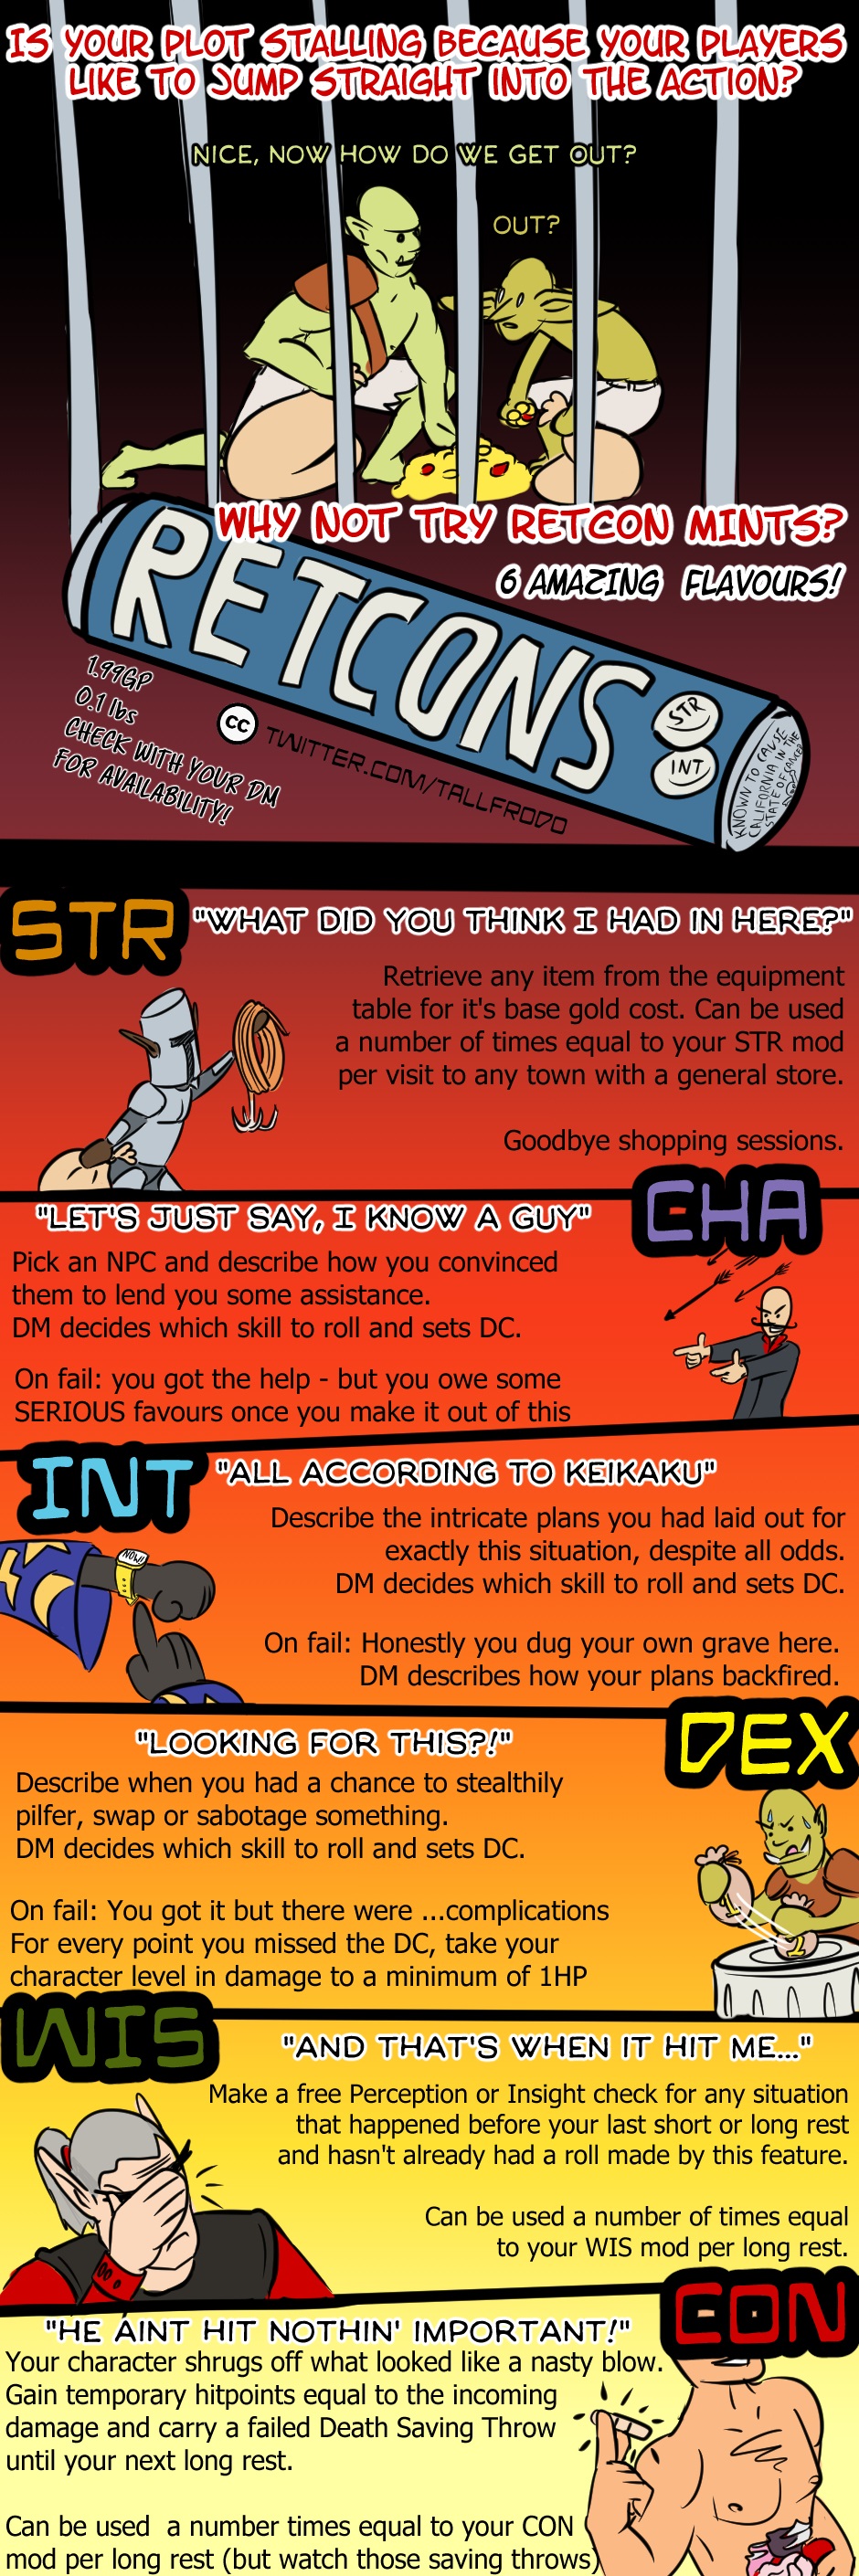 IS YOUR PLOT STALLING BECAUSE YOUR PLAYERS
LIKE TO JUMP STRAIGHT INTO THE ACTION?
NICE, NOW HOW DO WE GET OUT?
OUT?
WHY NOT TRY RETCON MINTS?
6 AMAZING FLAVOURS!
RETCONS
STR
INT
KNOWN TO CAUSE
CALIFORNIA IN THE
STATE OF CANCER
1.99GP
0.1 lbs
CHECK WITH YOUR DM
FOR AVAILABILITY!
cc TWITTER.COM/TALLFRODO
STR
"WHAT DID YOU THINK I HAD IN HERE?"
Retrieve any item from the equipment
table for it's base gold cost. Can be used
a number of times equal to your STR mod
per visit to any town with a general store.
Goodbye shopping sessions.
CHA
"LET'S JUST SAY, I KNOW A GUY"
Pick an NPC and describe how you convinced
them to lend you some assistance.
DM decides which skill to roll and sets DC.
On fail: you got the help - but you owe some
SERIOUS favours once you make it out of this
INT
"ALL ACCORDING TO KEIKAKU"
Describe the intricate plans you had laid out for
exactly this situation, despite all odds.
DM decides which skill to roll and sets DC.
NOW!
On fail: Honestly you dug your own grave here.
DM describes how your plans backfired.
DEX
"LOOKING FOR THIS?!"
Describe when you had a chance to stealthily
pilfer, swap or sabotage something.
DM decides which skill to roll and sets DC.
On fail: You got it but there were ...complications
For every point you missed the DC, take your
character level in damage to a minimum of 1HP
WIS
"AND THAT'S WHEN IT HIT ME..."
Make a free Perception or Insight check for any situation
that happened before your last short or long rest
and hasn't already had a roll made by this feature.
Can be used a number of times equal
to your WIS mod per long rest.
CON
"HE AINT HIT NOTHIN' IMPORTANT!"
Your character shrugs off what looked like a nasty blow.
Gain temporary hitpoints equal to the incoming
damage and carry a failed Death Saving Throw
until your next long rest.
Can be used a number times equal to your CON
mod per long rest (but watch those saving throws)